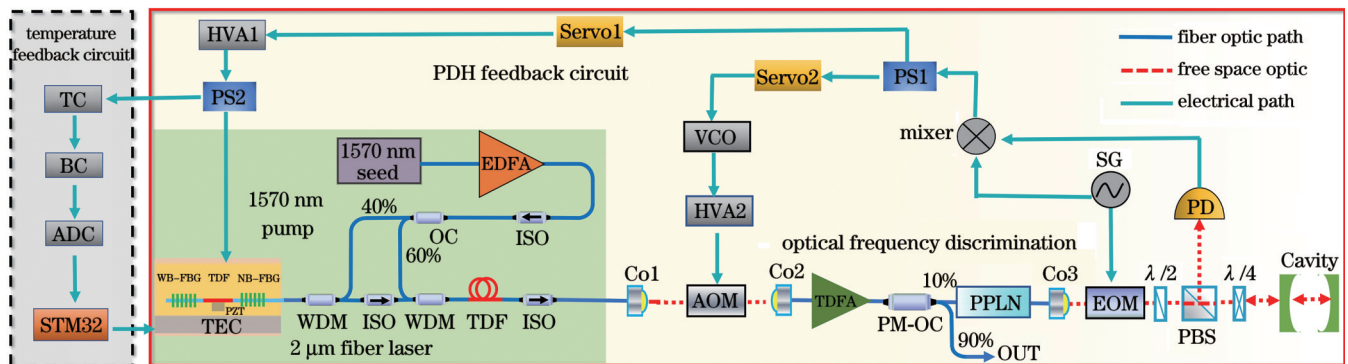 temperature
feedback circuit
TC
BC
ADC
STM32
HVA1
PS2
Servo1
PDH feedback circuit
Servo2
PS1
VCO
HVA2
AOM
mixer
SG
PD
fiber optic path
free space optic
electrical path
1570 nm
seed
EDFA
1570 nm
pump
40%
OC
ISO
60%
WB-FBG
TDF
NB-FBG
PZT
TEC
WDM
ISO
WDM
TDF
ISO
2 μm fiber laser
Co1
Co2
optical frequency discrimination
TDFA
PM-OC
10%
90%
OUT
PPLN
Co3
EOM
λ/2
PBS
λ/4
Cavity